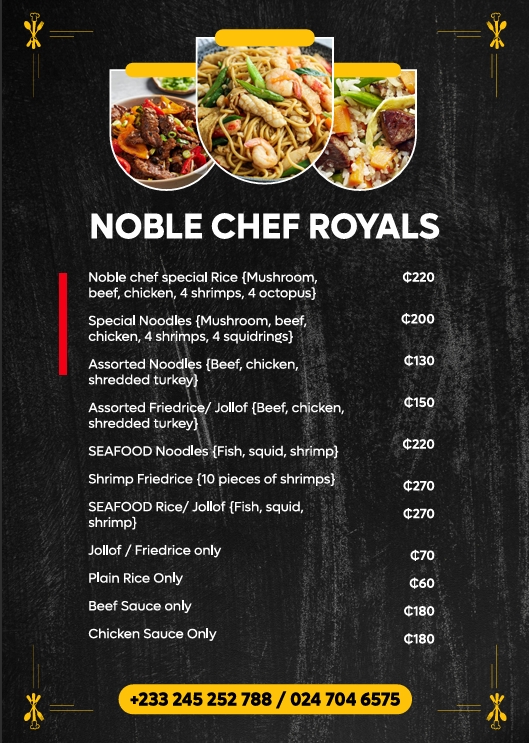 NOBLE CHEF ROYALS
Noble chef special Rice {Mushroom, ₵220
beef, chicken, 4 shrimps, 4 octopus}
Special Noodles {Mushroom, beef, ₵200
chicken, 4 shrimps, 4 squidrings}
Assorted Noodles {Beef, chicken, ₵130
shredded turkey}
Assorted Friedrice/ Jollof {Beef, chicken, ₵150
shredded turkey}
SEAFOOD Noodles {Fish, squid, shrimp} ₵220
Shrimp Friedrice {10 pieces of shrimps} ₵270
SEAFOOD Rice/ Jollof {Fish, squid, ₵270
shrimp}
Jollof / Friedrice only ₵70
Plain Rice Only ₵60
Beef Sauce only ₵180
Chicken Sauce Only ₵180
+233 245 252 788 / 024 704 6575